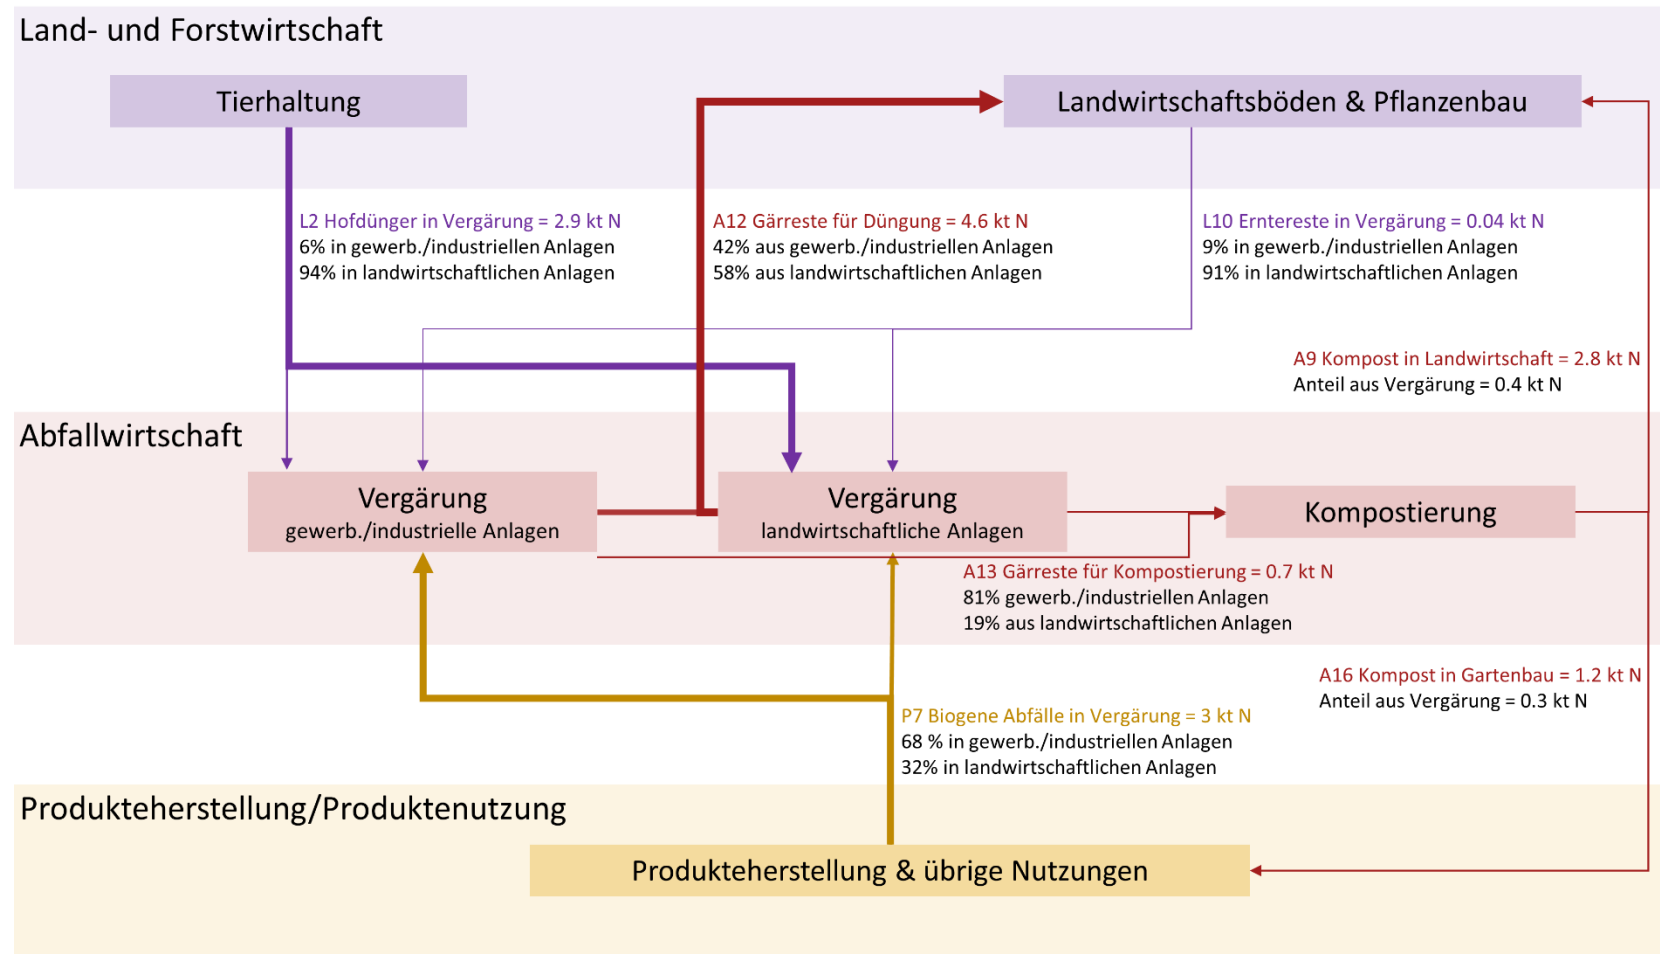 Land- und Forstwirtschaft
Tierhaltung
Landwirtschaftsböden & Pflanzenbau
L2 Hofdünger in Vergärung = 2.9 kt N
6% in gewerb./industriellen Anlagen
94% in landwirtschaftlichen Anlagen
A12 Gärreste für Düngung = 4.6 kt N
42% aus gewerb./industriellen Anlagen
58% aus landwirtschaftlichen Anlagen
L10 Erntereste in Vergärung = 0.04 kt N
9% in gewerb./industriellen Anlagen
91% in landwirtschaftlichen Anlagen
A9 Kompost in Landwirtschaft = 2.8 kt N
Anteil aus Vergärung = 0.4 kt N
Abfallwirtschaft
Vergärung
gewerb./industrielle Anlagen
Vergärung
landwirtschaftliche Anlagen
Kompostierung
A13 Gärreste für Kompostierung = 0.7 kt N
81% gewerb./industriellen Anlagen
19% aus landwirtschaftlichen Anlagen
A16 Kompost in Gartenbau = 1.2 kt N
Anteil aus Vergärung = 0.3 kt N
P7 Biogene Abfälle in Vergärung = 3 kt N
68 % in gewerb./industriellen Anlagen
32% in landwirtschaftlichen Anlagen
Produkteherstellung/Produktenutzung
Produkteherstellung & übrige Nutzungen